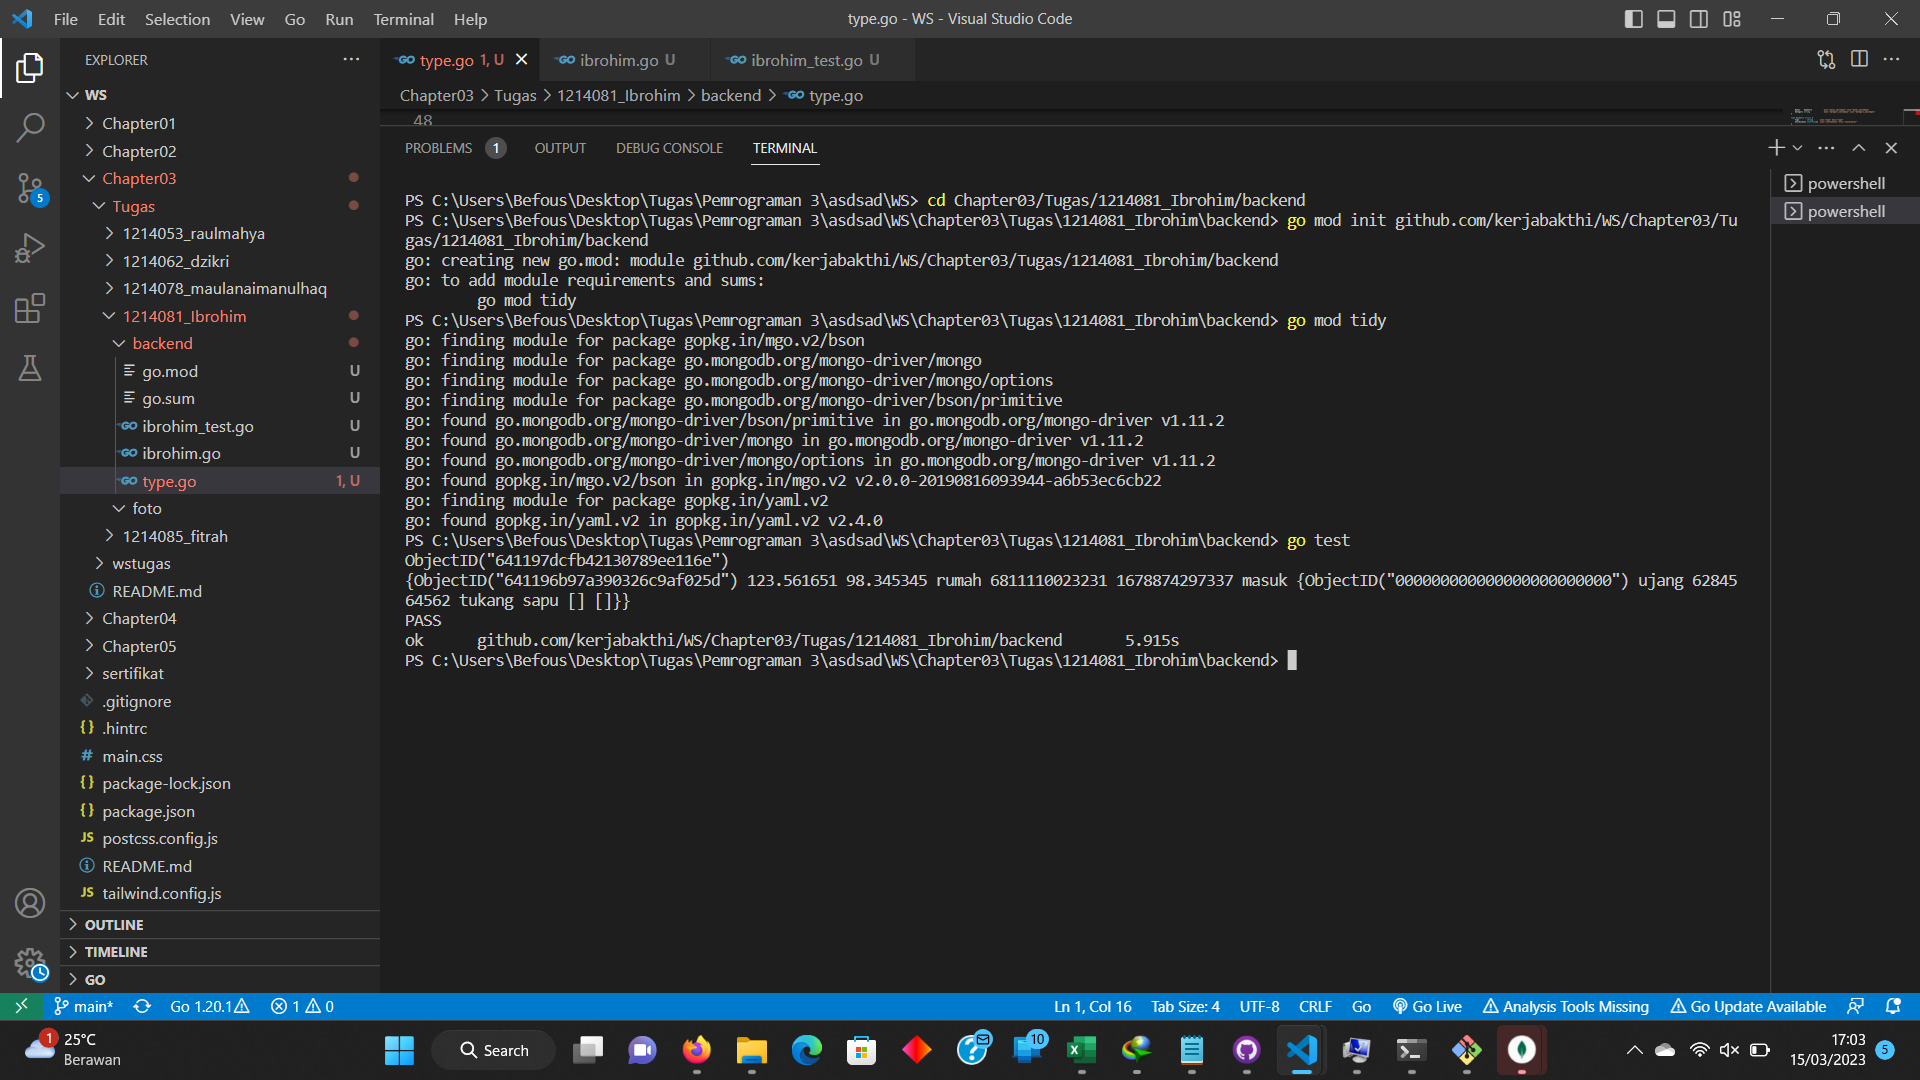 File Edit Selection View Go Run Terminal Help
type.go - WS - Visual Studio Code
EXPLORER
WS
Chapter01
Chapter02
Chapter03
Tugas
1214053_raulmahya
1214062_dzikri
1214078_maulanaimanulhaq
1214081_Ibrohim
backend
go.mod U
go.sum U
ibrohim_test.go U
ibrohim.go U
type.go 1, U
foto
1214085_fitrah
wstugas
README.md
Chapter04
Chapter05
sertifikat
.gitignore
.hintrc
main.css
package-lock.json
package.json
postcss.config.js
README.md
tailwind.config.js
OUTLINE
TIMELINE
GO
type.go 1, U
ibrohim.go U
ibrohim_test.go U
Chapter03 > Tugas > 1214081_Ibrohim > backend > type.go
48
PROBLEMS 1 OUTPUT DEBUG CONSOLE TERMINAL
PS C:\Users\Befous\Desktop\Tugas\Pemrograman 3\asdsad\WS> cd Chapter03/Tugas/1214081_Ibrohim/backend
PS C:\Users\Befous\Desktop\Tugas\Pemrograman 3\asdsad\WS\Chapter03\Tugas\1214081_Ibrohim\backend> go mod init github.com/kerjabakthi/WS/Chapter03/Tu
gas/1214081_Ibrohim/backend
go: creating new go.mod: module github.com/kerjabakthi/WS/Chapter03/Tugas/1214081_Ibrohim/backend
go: to add module requirements and sums:
go mod tidy
PS C:\Users\Befous\Desktop\Tugas\Pemrograman 3\asdsad\WS\Chapter03\Tugas\1214081_Ibrohim\backend> go mod tidy
go: finding module for package gopkg.in/mgo.v2/bson
go: finding module for package go.mongodb.org/mongo-driver/mongo
go: finding module for package go.mongodb.org/mongo-driver/mongo/options
go: finding module for package go.mongodb.org/mongo-driver/bson/primitive
go: found go.mongodb.org/mongo-driver/bson/primitive in go.mongodb.org/mongo-driver v1.11.2
go: found go.mongodb.org/mongo-driver/mongo in go.mongodb.org/mongo-driver v1.11.2
go: found go.mongodb.org/mongo-driver/mongo/options in go.mongodb.org/mongo-driver v1.11.2
go: found gopkg.in/mgo.v2/bson in gopkg.in/mgo.v2 v2.0.0-20190816093944-a6b53ec6cb22
go: finding module for package gopkg.in/yaml.v2
go: found gopkg.in/yaml.v2 in gopkg.in/yaml.v2 v2.4.0
PS C:\Users\Befous\Desktop\Tugas\Pemrograman 3\asdsad\WS\Chapter03\Tugas\1214081_Ibrohim\backend> go test
ObjectID("641197dcfb42130789ee116e")
{ObjectID("641196b97a390326c9af025d") 123.561651 98.345345 rumah 6811110023231 1678874297337 masuk {ObjectID("000000000000000000000000") ujang 62845
64562 tukang sapu [] []}}
PASS
ok github.com/kerjabakthi/WS/Chapter03/Tugas/1214081_Ibrohim/backend 5.915s
PS C:\Users\Befous\Desktop\Tugas\Pemrograman 3\asdsad\WS\Chapter03\Tugas\1214081_Ibrohim\backend>
powershell
powershell
5
main* Go 1.20.1 1 0
Ln 1, Col 16 Tab Size: 4 UTF-8 CRLF Go Go Live Analysis Tools Missing Go Update Available
1
25°C
Berawan
Search
10
17:03
15/03/2023
5